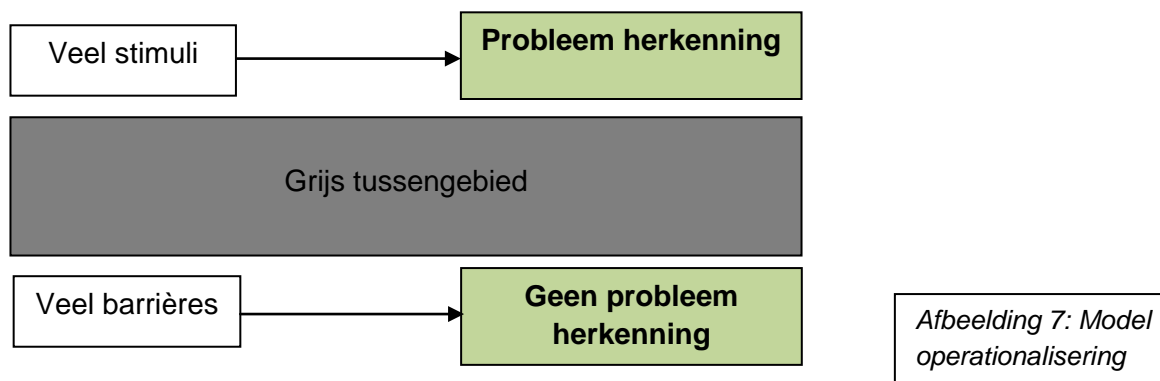 Veel stimuli
Probleem herkenning
Grijs tussengebied
Veel barrières
Geen probleem
herkenning
Afbeelding 7: Model
operationalisering